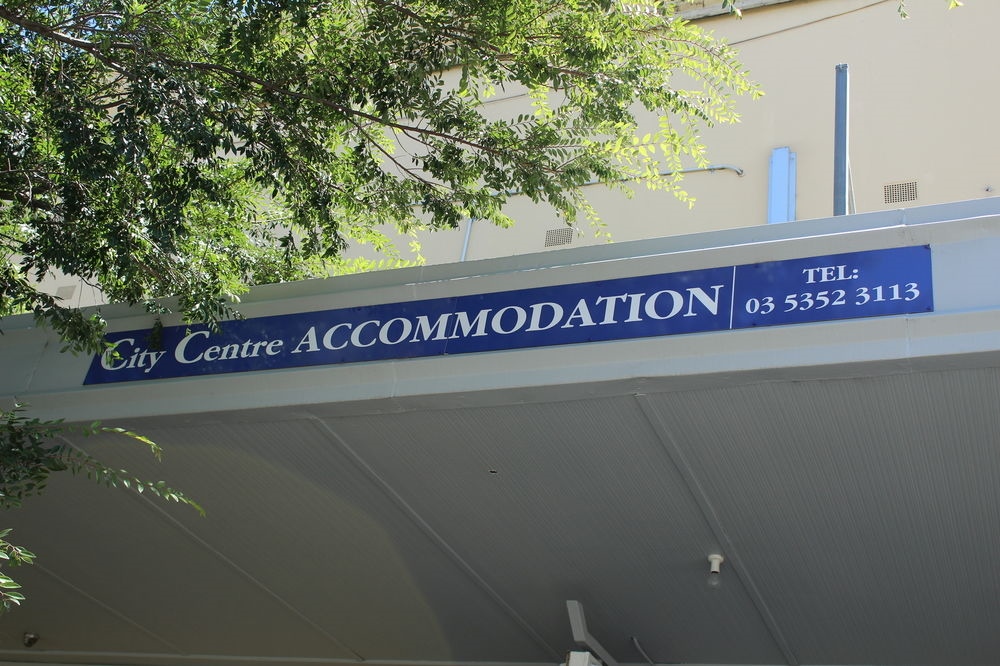 City Centre ACCOMMODATION
TEL:
03 5352 3113